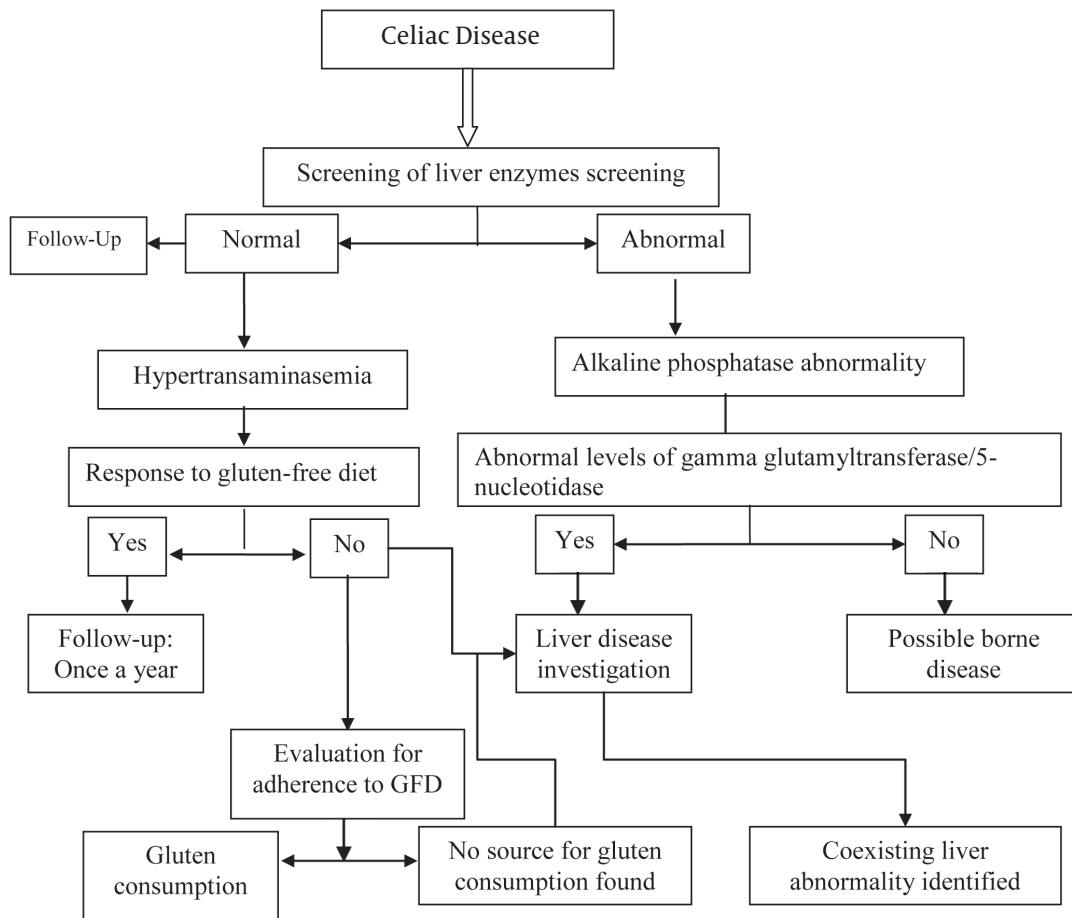 Celiac Disease
Screening of liver enzymes screening
Follow-Up
Normal
Abnormal
Hypertransaminasemia
Alkaline phosphatase abnormality
Response to gluten-free diet
Abnormal levels of gamma glutamyltransferase/5-
nucleotidase
Yes
No
Yes
No
Follow-up:
Once a year
Liver disease
investigation
Possible borne
disease
Evaluation for
adherence to GFD
Gluten
consumption
No source for gluten
consumption found
Coexisting liver
abnormality identified